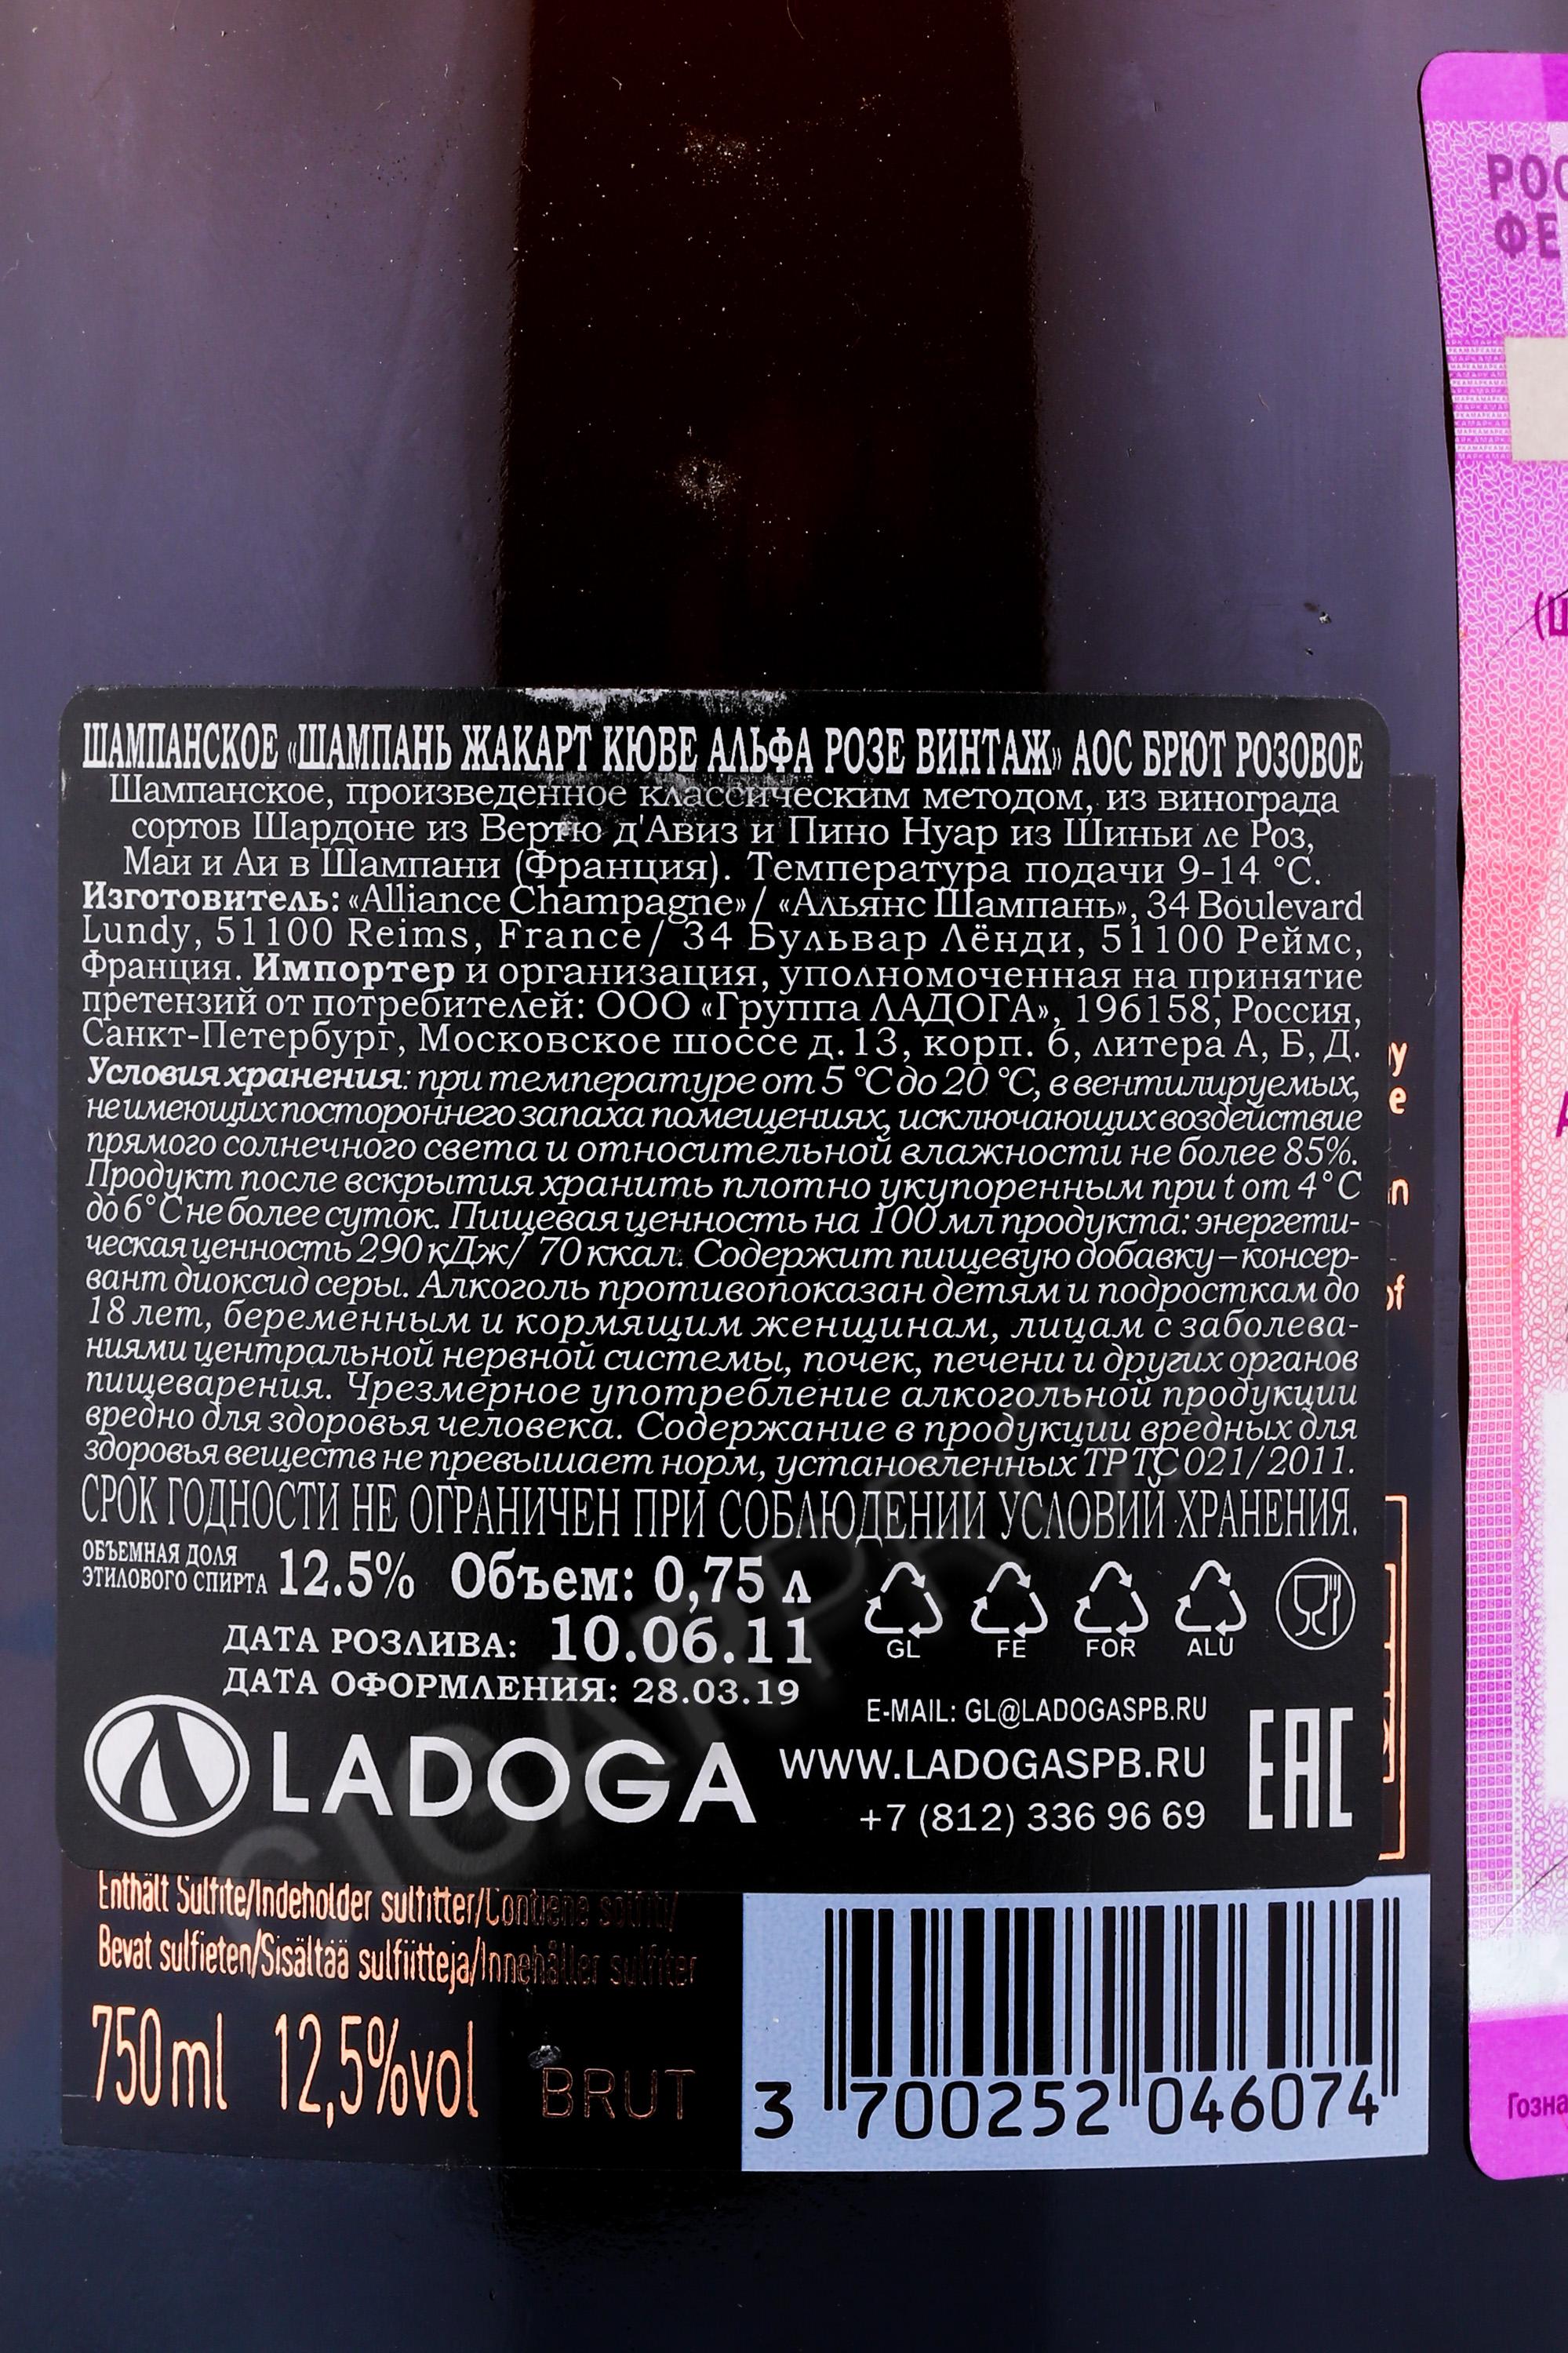 ШАМПАНСКОЕ «ШАМПАНЬ ЖАКАРТ КЮВЕ АЛЬФА РОЗЕ ВИНТАЖ» АОС БРЮТ РОЗОВОЕ
Шампанское, произведенное классическим методом, из винограда
сортов Шардоне из Вертю д'Авиз и Пино Нуар из Шиньи ле Роз,
Маи и Аи в Шампани (Франция). Температура подачи 9-14 °С.
Изготовитель: «Alliance Champagne»/ «Альянс Шампань», 34 Boulevard
Lundy, 51100 Reims, France/ 34 Бульвар Лёнди, 51100 Реймс,
Франция. Импортер и организация, уполномоченная на принятие
претензий от потребителей: ООО «Группа ЛАДОГА», 196158, Россия,
Санкт-Петербург, Московское шоссе д.13, корп. 6, литера А, Б, Д.
Условия хранения: при температуре от 5 °С до 20 °С, в вентилируемых,
не имеющих постороннего запаха помещениях, исключающих воздействие
прямого солнечного света и относительной влажности не более 85%.
Продукт после вскрытия хранить плотно укупоренным при t от 4°С
до 6°С не более суток. Пищевая ценность на 100 мл продукта: энергети-
ческая ценность 290 кДж/ 70 ккал. Содержит пищевую добавку – консер-
вант диоксид серы. Алкоголь противопоказан детям и подросткам до
18 лет, беременным и кормящим женщинам, лицам с заболева-
ниями центральной нервной системы, почек, печени и других органов
пищеварения. Чрезмерное употребление алкогольной продукции
вредно для здоровья человека. Содержание в продукции вредных для
здоровья веществ не превышает норм, установленных ТР ТС 021/2011.
СРОК ГОДНОСТИ НЕ ОГРАНИЧЕН ПРИ СОБЛЮДЕНИИ УСЛОВИЙ ХРАНЕНИЯ.
ОБЪЕМНАЯ ДОЛЯ
ЭТИЛОВОГО СПИРТА 12.5% Объем: 0,75 л
GL FE FOR ALU
ДАТА РОЗЛИВА: 10.06.11
ДАТА ОФОРМЛЕНИЯ: 28.03.19
E-MAIL: GL@LADOGASPB.RU
LADOGA
WWW.LADOGASPB.RU
+7 (812) 336 96 69
EAC
Enthält Sulfite/Indeholder sulfitter/Contiene solfiti/
Bevat sulfieten/Sisältää sulfiitteja/Innehåller sulfiter
750 ml 12,5%vol BRUT
3 700252 046074
РОС
ФЕ
Гозна